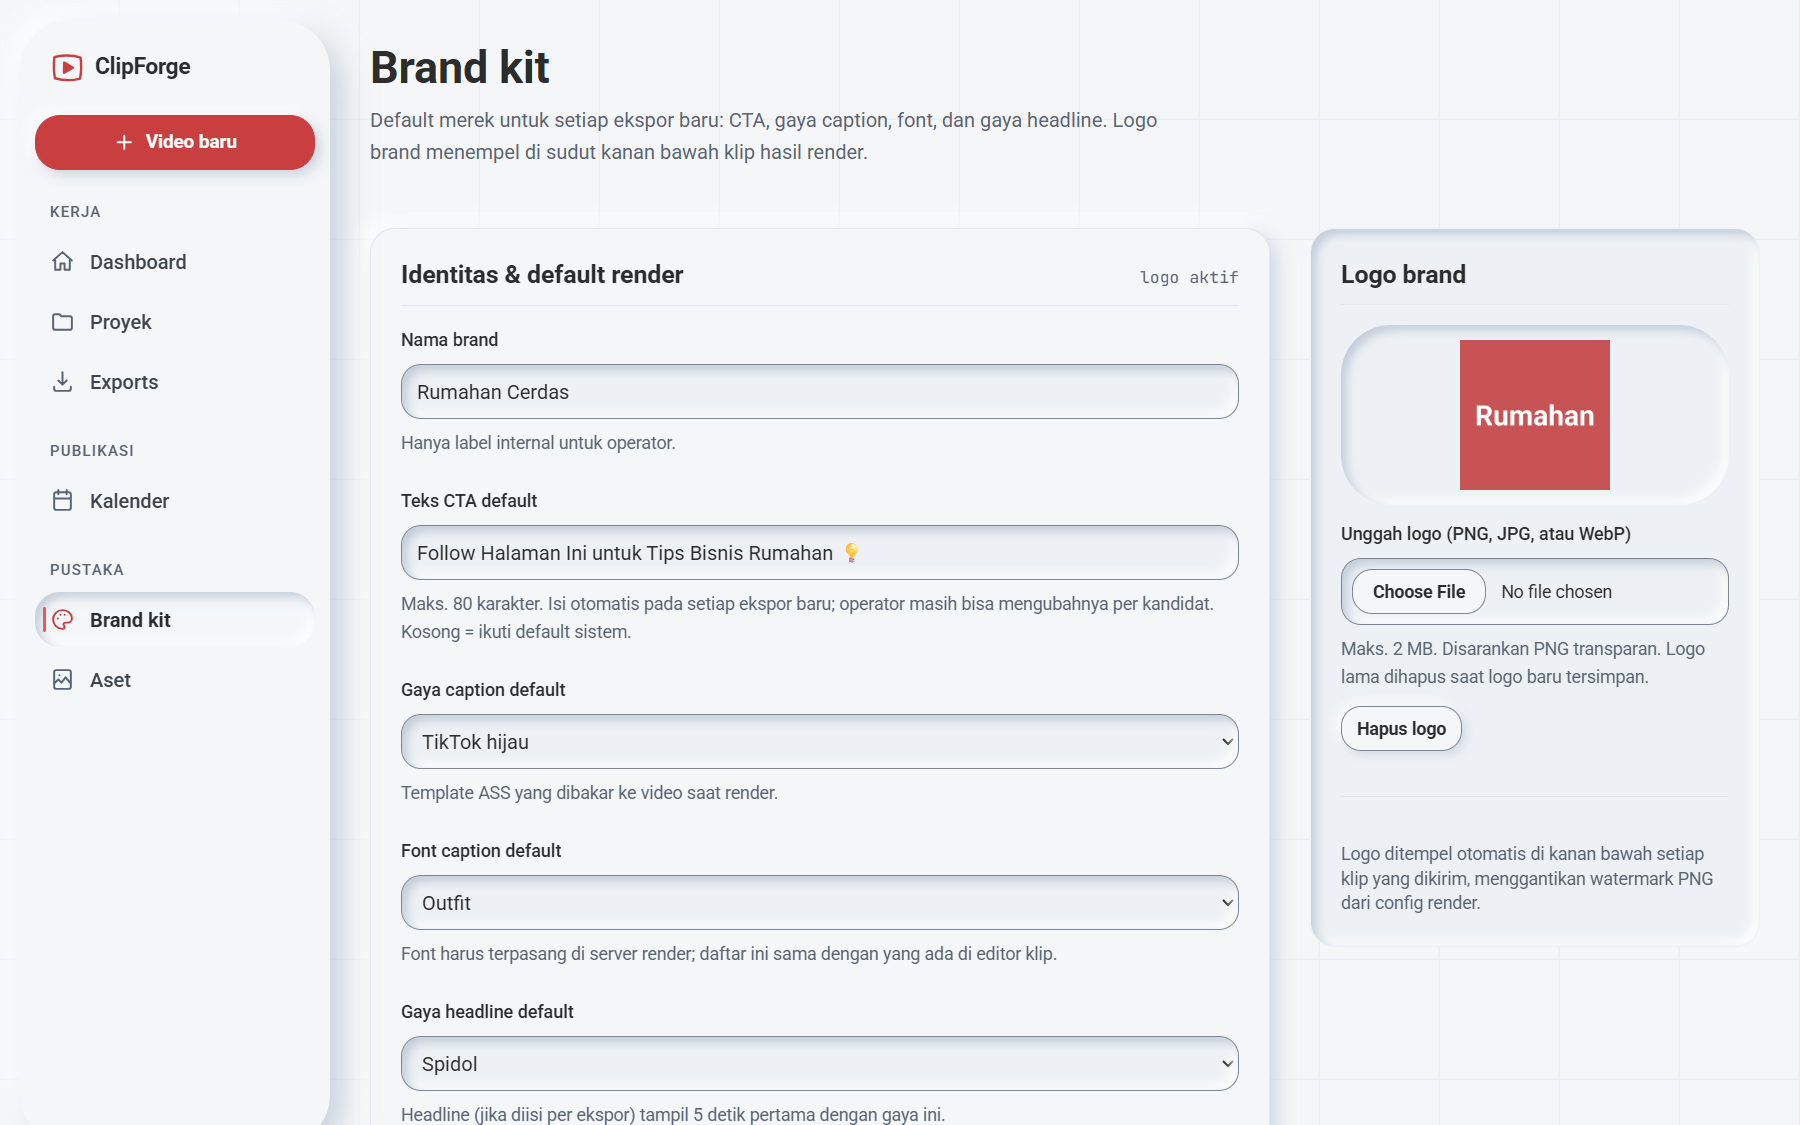 ClipForge
Video baru
KERJA
Dashboard
Proyek
Exports
PUBLIKASI
Kalender
PUSTAKA
Brand kit
Aset
Brand kit
Default merek untuk setiap ekspor baru: CTA, gaya caption, font, dan gaya headline. Logo
brand menempel di sudut kanan bawah klip hasil render.
Identitas & default render
logo aktif
Nama brand
Rumahan Cerdas
Hanya label internal untuk operator.
Teks CTA default
Follow Halaman Ini untuk Tips Bisnis Rumahan 💡
Maks. 80 karakter. Isi otomatis pada setiap ekspor baru; operator masih bisa mengubahnya per kandidat.
Kosong = ikuti default sistem.
Gaya caption default
TikTok hijau
Template ASS yang dibakar ke video saat render.
Font caption default
Outfit
Font harus terpasang di server render; daftar ini sama dengan yang ada di editor klip.
Gaya headline default
Spidol
Headline (jika diisi per ekspor) tampil 5 detik pertama dengan gaya ini.
Logo brand
Rumahan
Unggah logo (PNG, JPG, atau WebP)
Choose File No file chosen
Maks. 2 MB. Disarankan PNG transparan. Logo
lama dihapus saat logo baru tersimpan.
Hapus logo
Logo ditempel otomatis di kanan bawah setiap
klip yang dikirim, menggantikan watermark PNG
dari config render.